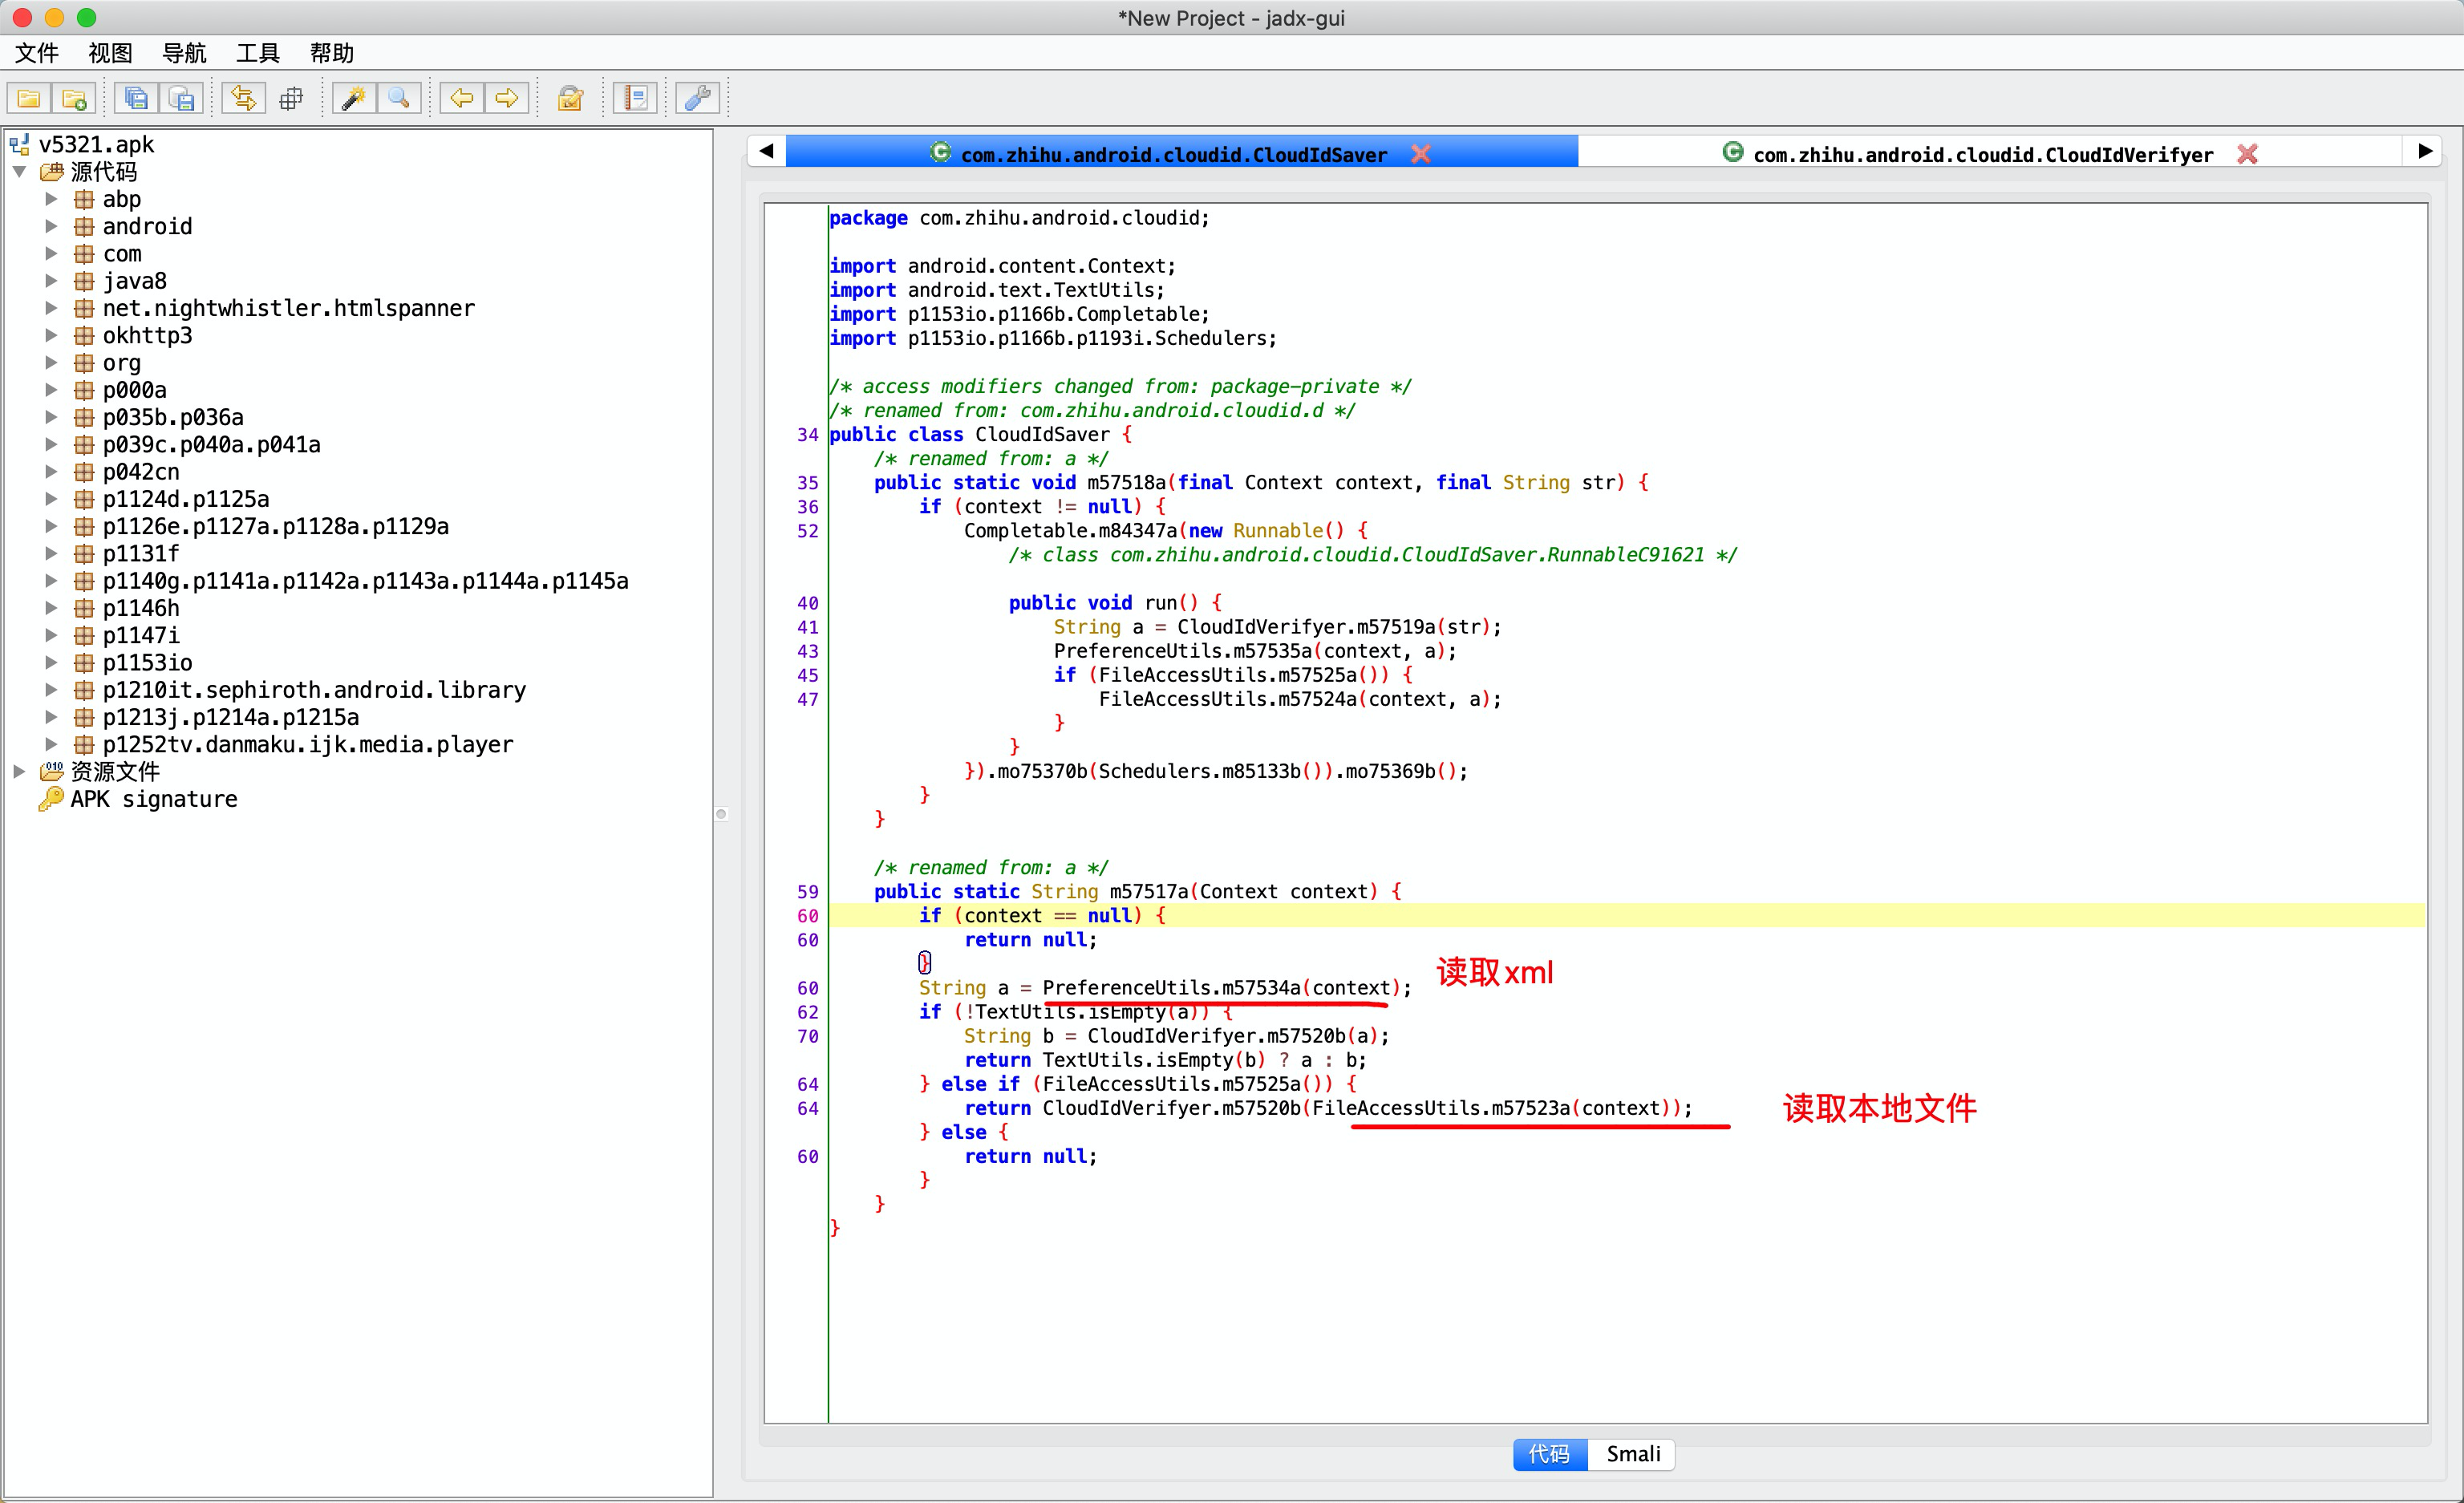 *New Project - jadx-gui
文件 视图 导航 工具 帮助
v5321.apk
源代码
abp
android
com
java8
net.nightwhistler.htmlspanner
okhttp3
org
p000a
p035b.p036a
p039c.p040a.p041a
p042cn
p1124d.p1125a
p1126e.p1127a.p1128a.p1129a
p1131f
p1140g.p1141a.p1142a.p1143a.p1144a.p1145a
p1146h
p1147i
p1153io
p1210it.sephiroth.android.library
p1213j.p1214a.p1215a
p1252tv.danmaku.ijk.media.player
资源文件
APK signature
com.zhihu.android.cloudid.CloudIdSaver com.zhihu.android.cloudid.CloudIdVerifyer
package com.zhihu.android.cloudid;
import android.content.Context;
import android.text.TextUtils;
import p1153io.p1166b.Completable;
import p1153io.p1166b.p1193i.Schedulers;
/* access modifiers changed from: package-private */
/* renamed from: com.zhihu.android.cloudid.d */
34 public class CloudIdSaver {
/* renamed from: a */
35 public static void m57518a(final Context context, final String str) {
36 if (context != null) {
52 Completable.m84347a(new Runnable() {
/* class com.zhihu.android.cloudid.CloudIdSaver.RunnableC91621 */
40 public void run() {
41 String a = CloudIdVerifyer.m57519a(str);
43 PreferenceUtils.m57535a(context, a);
45 if (FileAccessUtils.m57525a()) {
47 FileAccessUtils.m57524a(context, a);
}
}
}).mo75370b(Schedulers.m85133b()).mo75369b();
}
}
/* renamed from: a */
59 public static String m57517a(Context context) {
60 if (context == null) {
60 return null;
}
60 String a = PreferenceUtils.m57534a(context); 读取xml
62 if (!TextUtils.isEmpty(a)) {
70 String b = CloudIdVerifyer.m57520b(a);
return TextUtils.isEmpty(b) ? a : b;
64 } else if (FileAccessUtils.m57525a()) {
64 return CloudIdVerifyer.m57520b(FileAccessUtils.m57523a(context)); 读取本地文件
} else {
60 return null;
}
}
}
代码 Smali